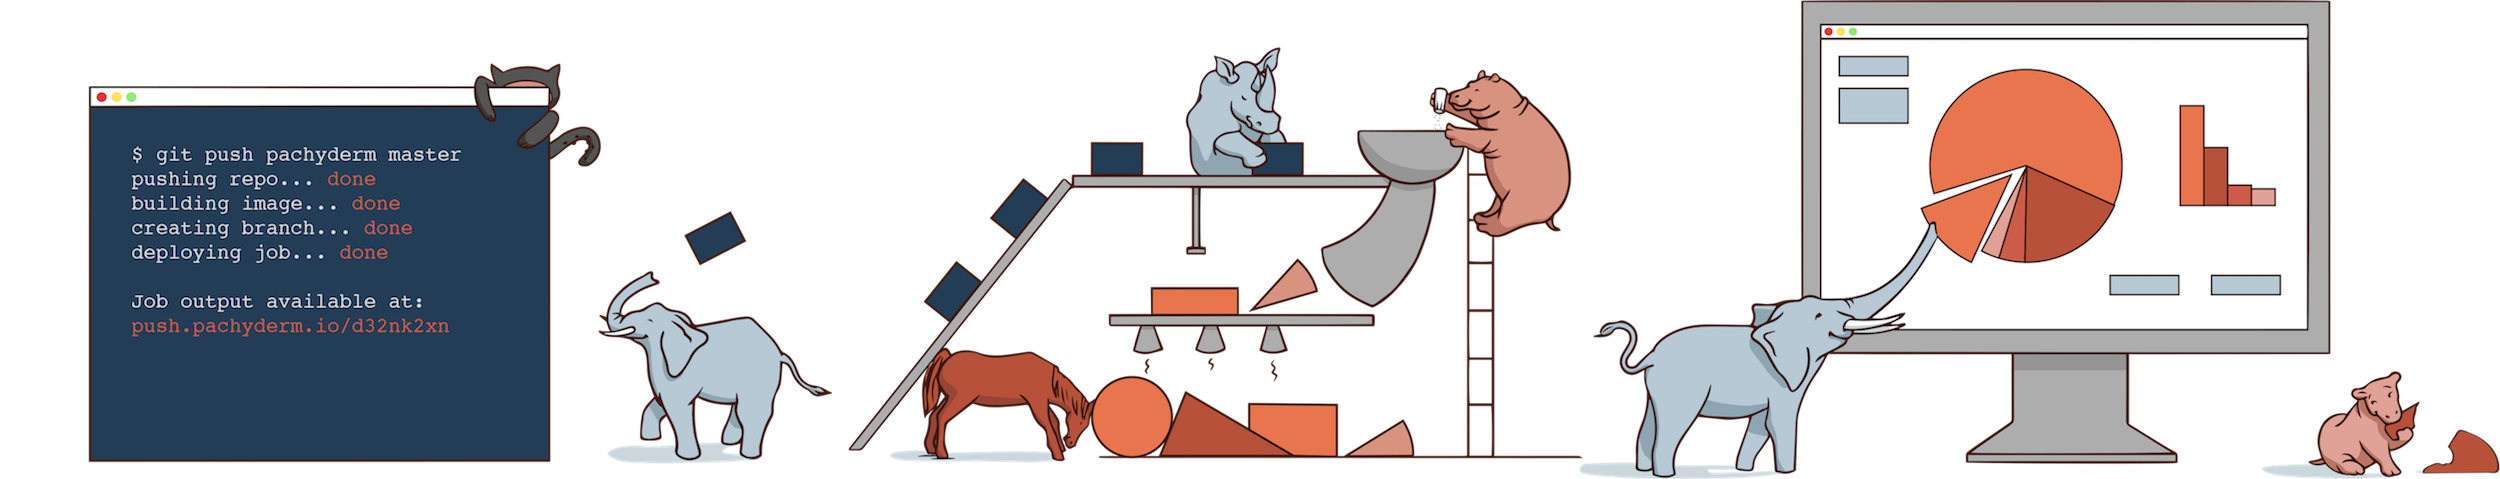 $ git push pachyderm master
pushing repo... done
building image... done
creating branch... done
deploying job... done
Job output available at:
push.pachyderm.io/d32nk2xn